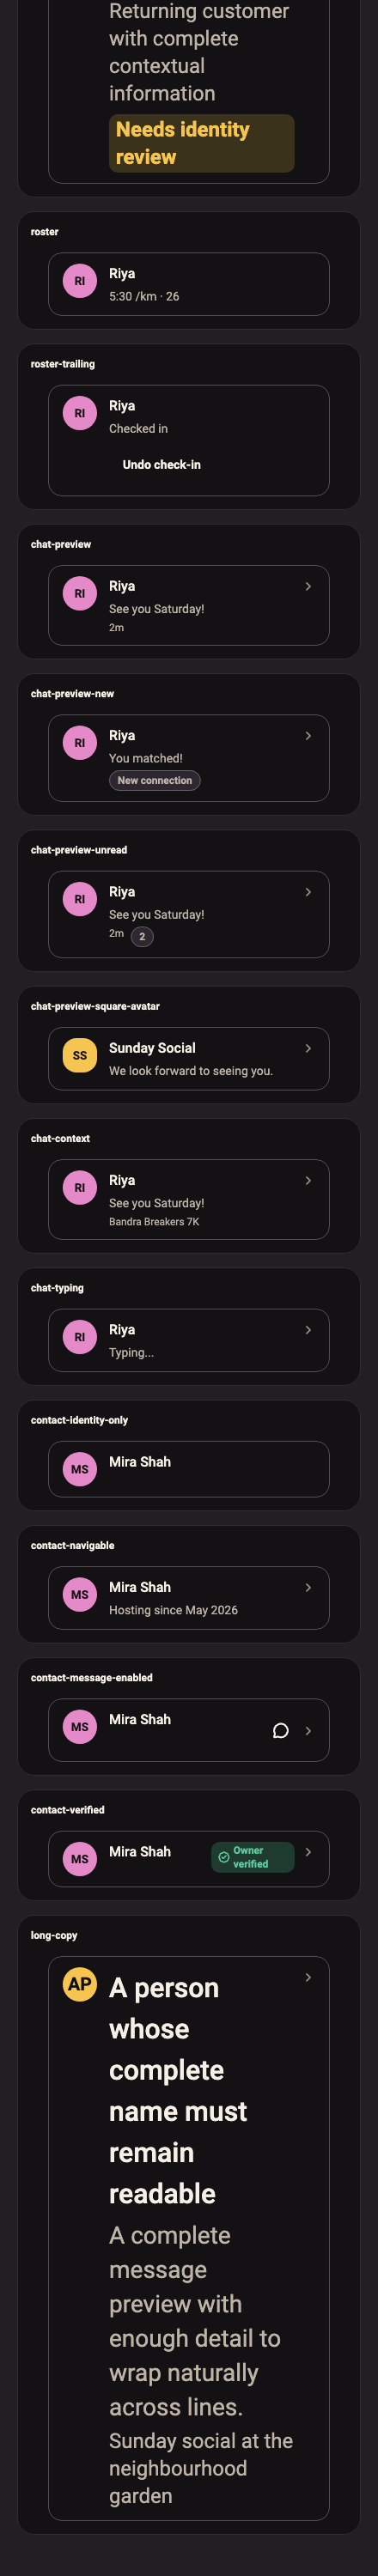 Returning customer
with complete
contextual
information
Needs identity
review
roster
RI
Riya
5:30 /km · 26
roster-trailing
RI
Riya
Checked in
Undo check-in
chat-preview
RI
Riya
See you Saturday!
2m
chat-preview-new
RI
Riya
You matched!
New connection
chat-preview-unread
RI
Riya
See you Saturday!
2m 2
chat-preview-square-avatar
SS
Sunday Social
We look forward to seeing you.
chat-context
RI
Riya
See you Saturday!
Bandra Breakers 7K
chat-typing
RI
Riya
Typing...
contact-identity-only
MS
Mira Shah
contact-navigable
MS
Mira Shah
Hosting since May 2026
contact-message-enabled
MS
Mira Shah
contact-verified
MS
Mira Shah
Owner
verified
long-copy
AP
A person
whose
complete
name must
remain
readable
A complete
message
preview with
enough detail to
wrap naturally
across lines.
Sunday social at the
neighbourhood
garden